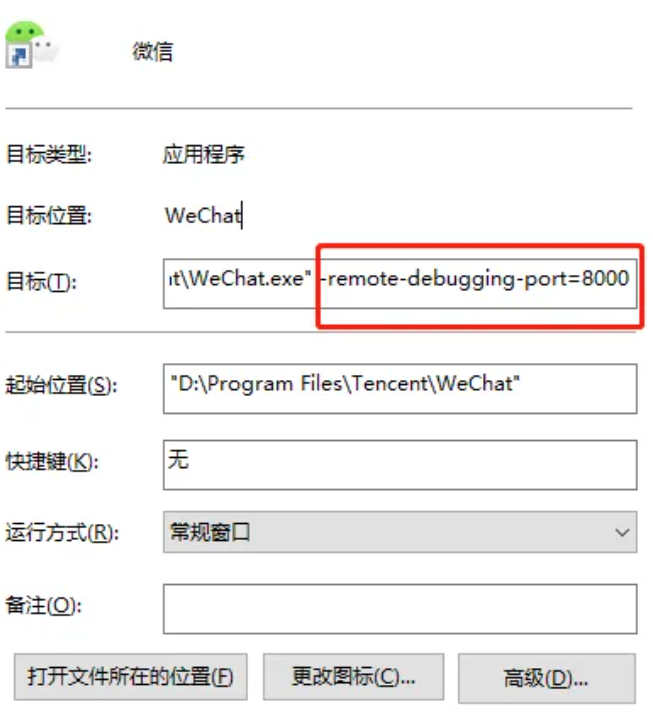 微信
目标类型: 应用程序
目标位置: WeChat
目标(T): ıt\WeChat.exe" -remote-debugging-port=8000
起始位置(S): "D:\Program Files\Tencent\WeChat"
快捷键(K): 无
运行方式(R): 常规窗口
备注(O):
打开文件所在的位置(F) 更改图标(C)... 高级(D)...